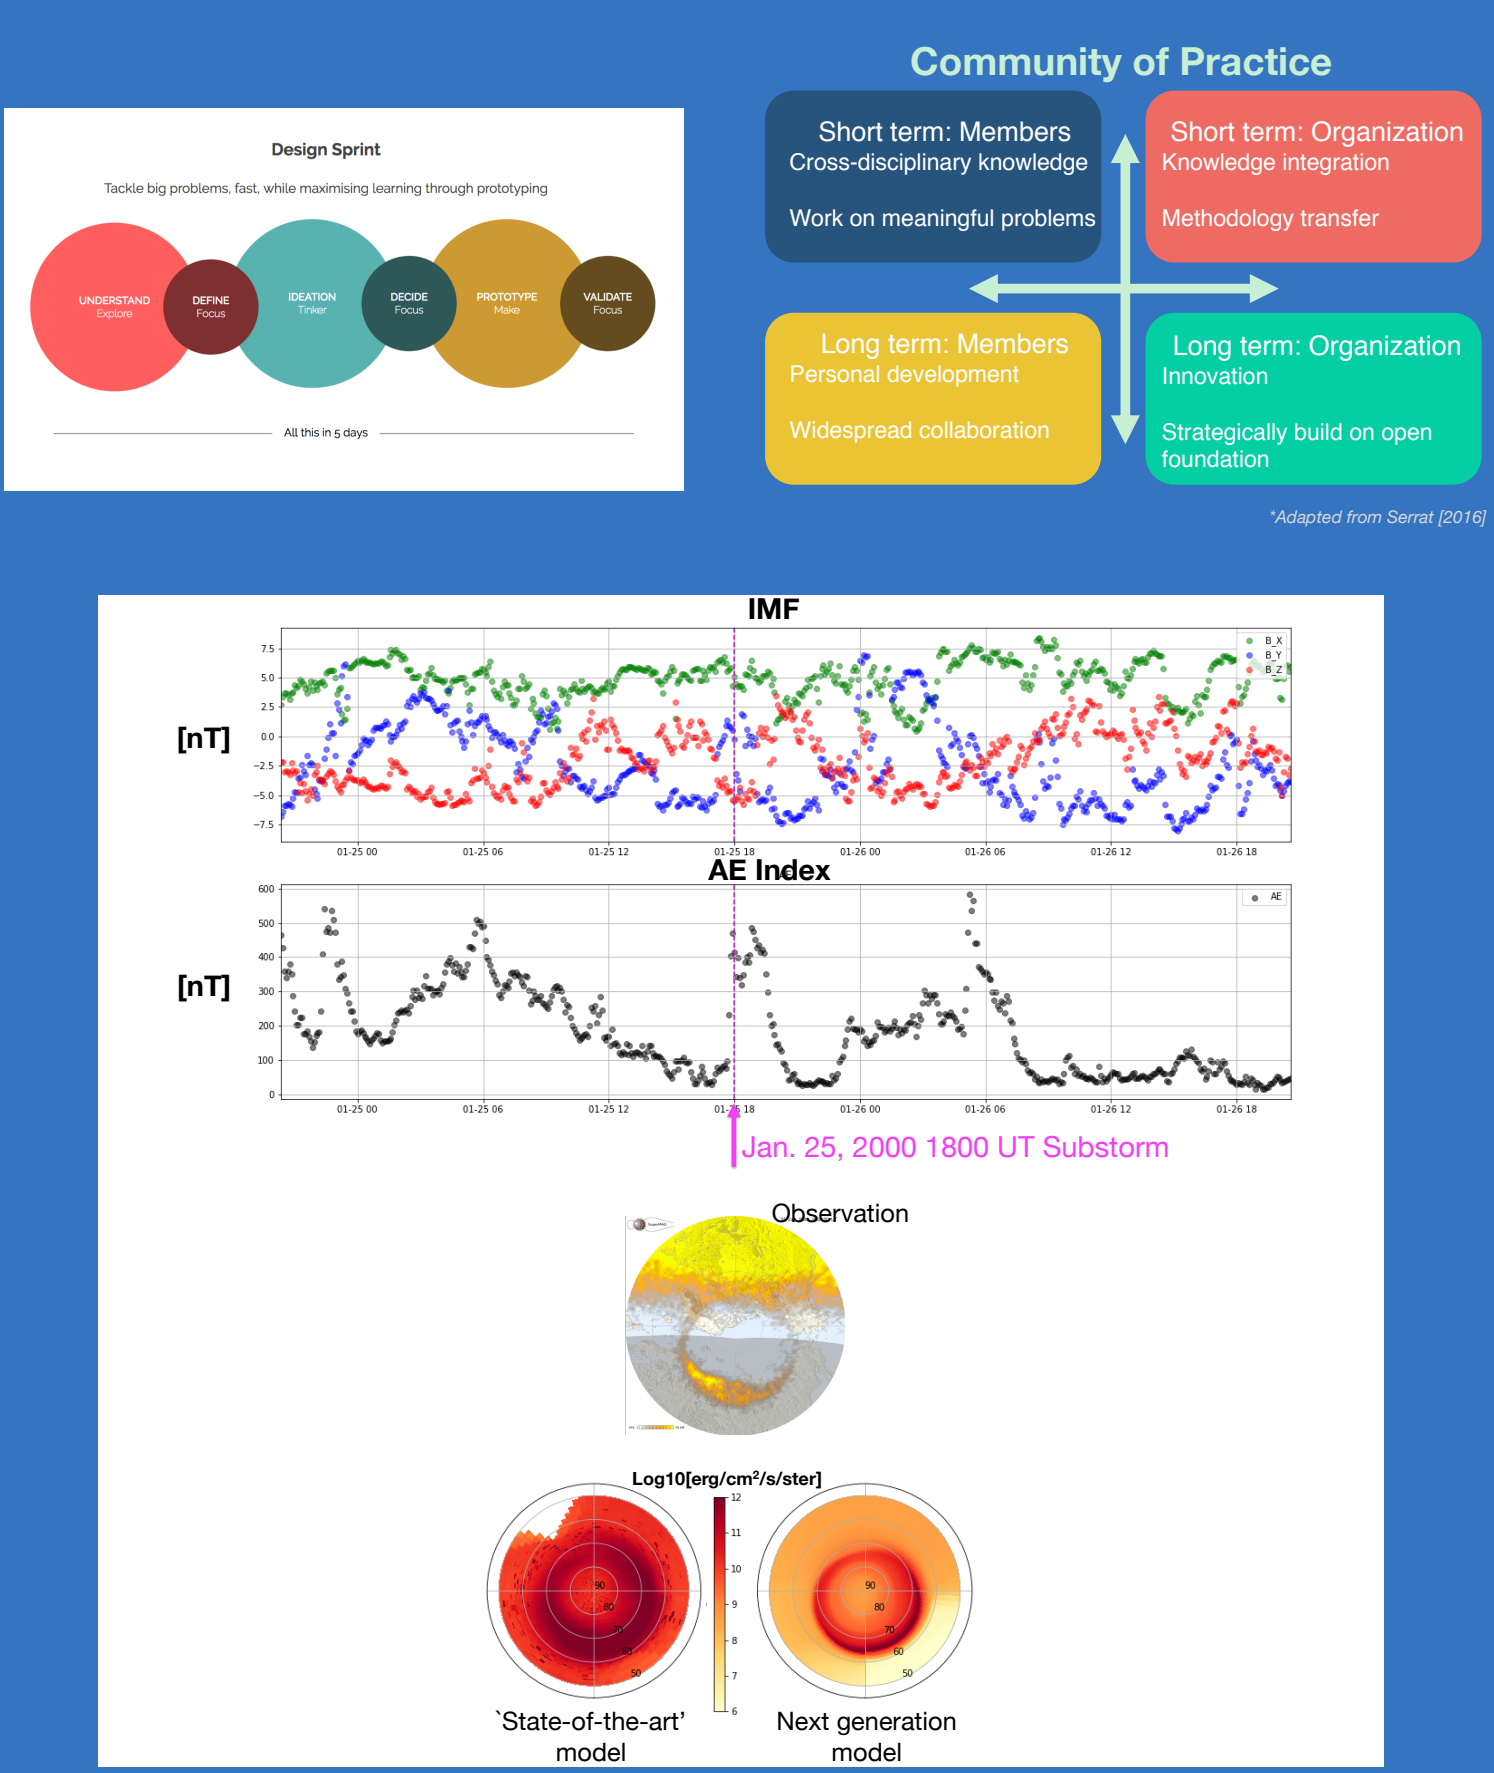 Community of Practice
Design Sprint
Tackle big problems, fast, while maximising learning through prototyping
UNDERSTAND
Explore
DEFINE
Focus
IDEATION
Tinker
DECIDE
Focus
PROTOTYPE
Make
VALIDATE
Focus
All this in 5 days
Short term: Members
Cross-disciplinary knowledge
Work on meaningful problems
Short term: Organization
Knowledge integration
Methodology transfer
Long term: Members
Personal development
Widespread collaboration
Long term: Organization
Innovation
Strategically build on open
foundation
*Adapted from Serrat [2016]
IMF
[nT]
7.5
5.0
2.5
0.0
−2.5
−5.0
−7.5
B_X
B_Y
B_Z
01-25 00 01-25 06 01-25 12 01-25 18 01-26 00 01-26 06 01-26 12 01-26 18
AE Index
[nT]
600
500
400
300
200
100
0
AE
01-25 00 01-25 06 01-25 12 01-25 18 01-26 00 01-26 06 01-26 12 01-26 18
Jan. 25, 2000 1800 UT Substorm
Observation
Log10[erg/cm²/s/ster]
12
11
10
9
8
7
6
90
80
70
60
50
90
80
70
60
50
`State-of-the-art’
model
Next generation
model